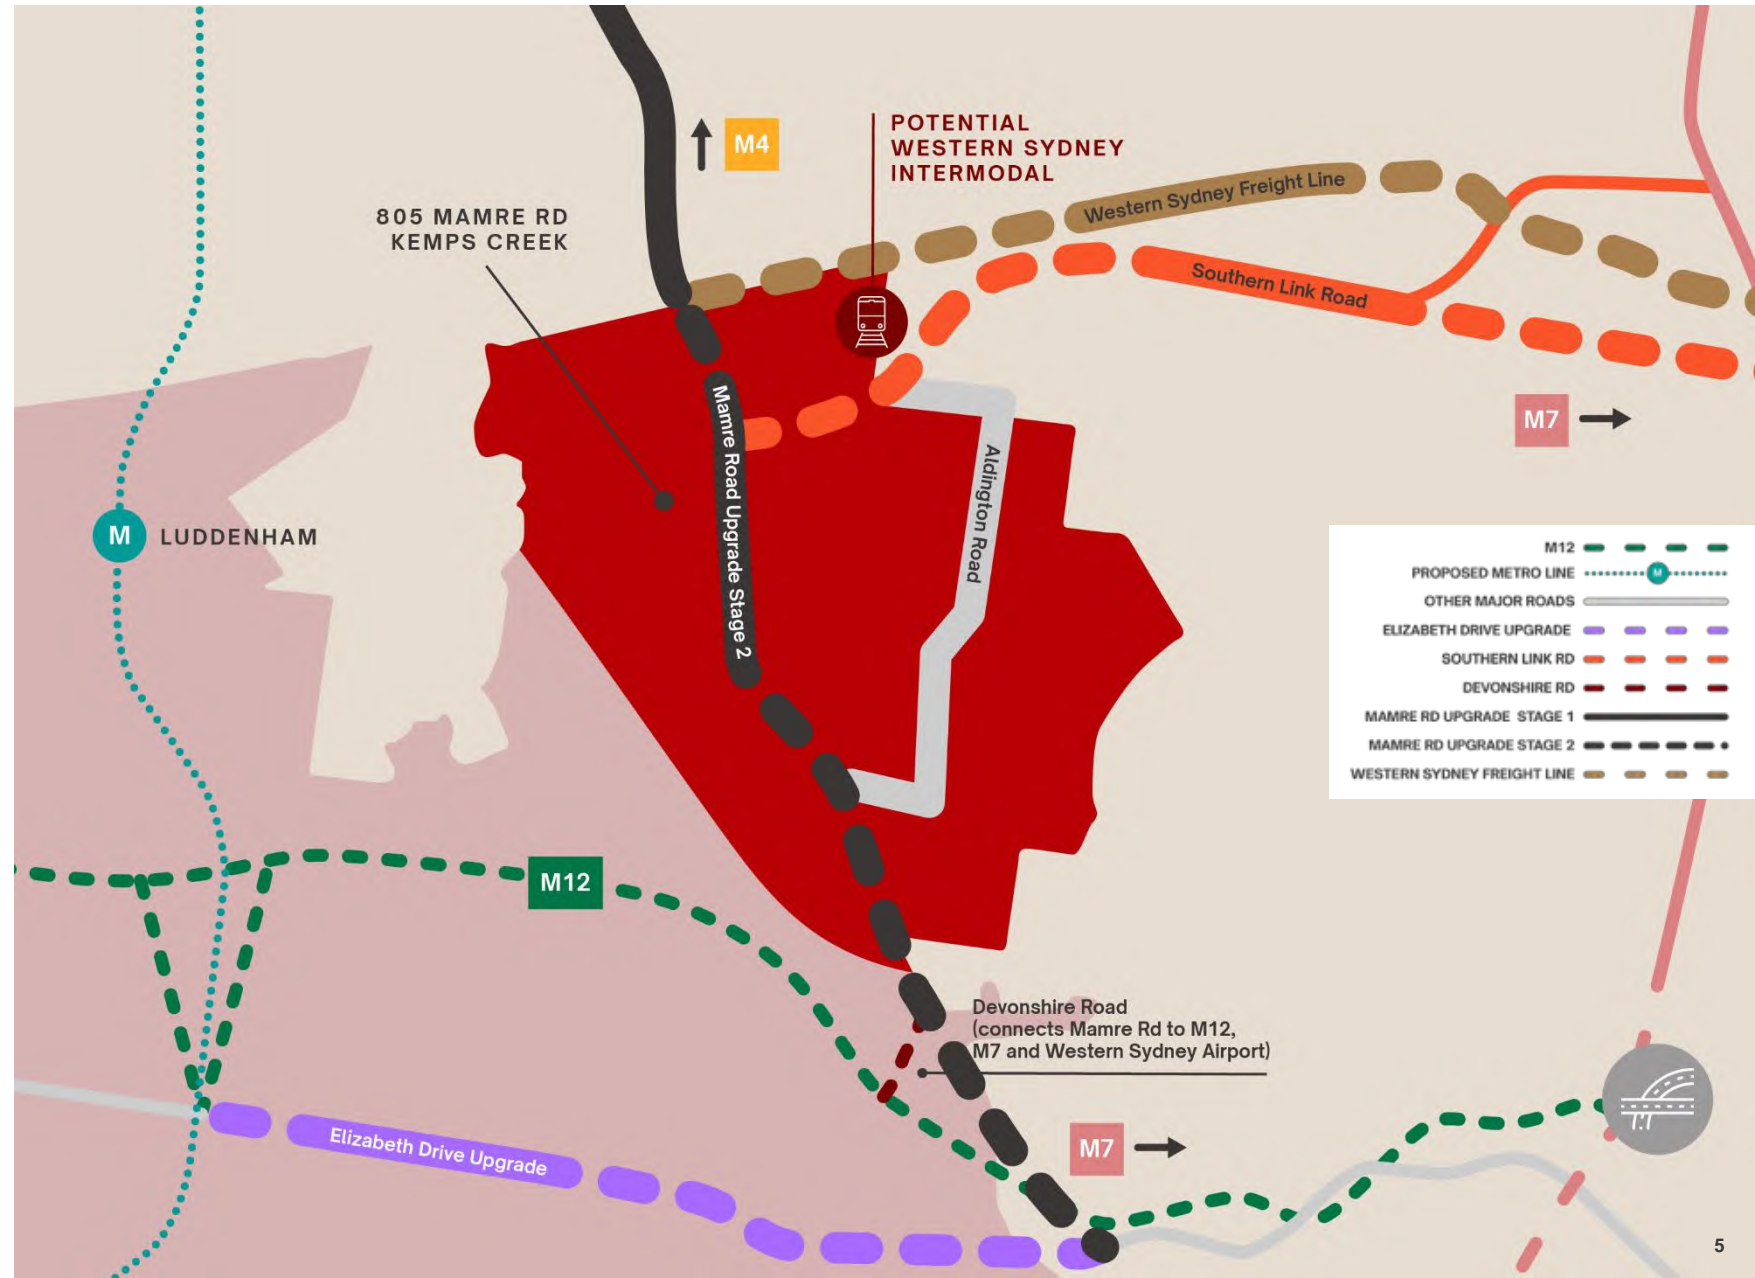 M4
POTENTIAL
WESTERN SYDNEY
INTERMODAL
805 MAMRE RD
KEMPS CREEK
Western Sydney Freight Line
Southern Link Road
Mamre Road Upgrade Stage 2
Aldington Road
M7
M
LUDDENHAM
M12
PROPOSED METRO LINE
M
OTHER MAJOR ROADS
ELIZABETH DRIVE UPGRADE
SOUTHERN LINK RD
DEVONSHIRE RD
MAMRE RD UPGRADE STAGE 1
MAMRE RD UPGRADE STAGE 2
WESTERN SYDNEY FREIGHT LINE
M12
Devonshire Road
(connects Mamre Rd to M12,
M7 and Western Sydney Airport)
Elizabeth Drive Upgrade
M7
5